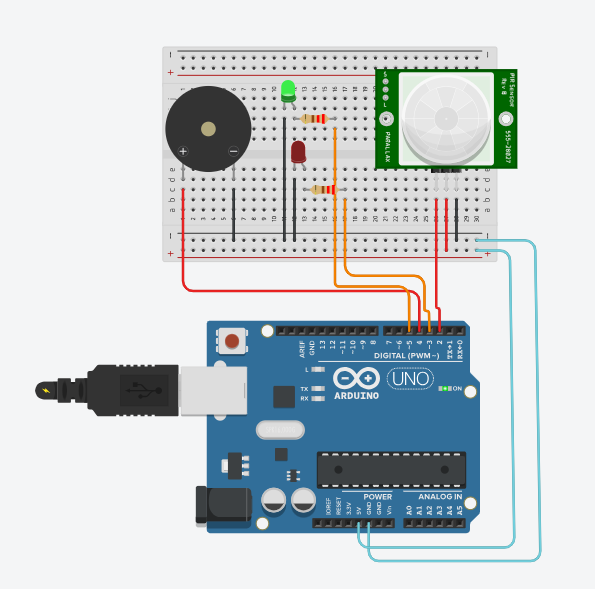 PIR Sensor
Rev B
555-28027
PARALLAX
AREF
GND
13
12
~11
~10
~9
8
7
~6
~5
4
~3
2
TX→1
RX←0
DIGITAL (PWM~)
L
TX
RX
ARDUINO
UNO
ON
POWER
ANALOG IN
IOREF
RESET
3.3V
5V
GND
GND
Vin
A0
A1
A2
A3
A4
A5